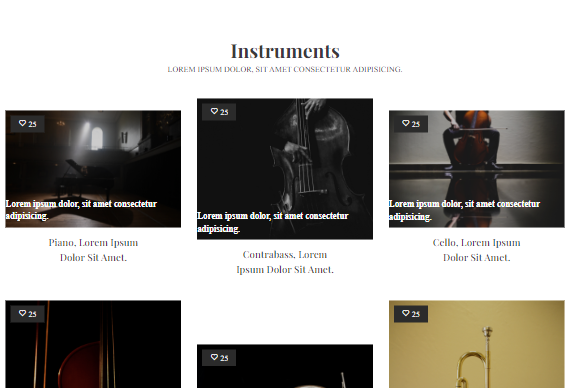 Instruments
LOREM IPSUM DOLOR, SIT AMET CONSECTETUR ADIPISICING.
25
Lorem ipsum dolor, sit amet consectetur
adipisicing.
Piano, Lorem Ipsum
Dolor Sit Amet.
25
Lorem ipsum dolor, sit amet consectetur
adipisicing.
Contrabass, Lorem
Ipsum Dolor Sit Amet.
25
Lorem ipsum dolor, sit amet consectetur
adipisicing.
Cello, Lorem Ipsum
Dolor Sit Amet.
25
25
25